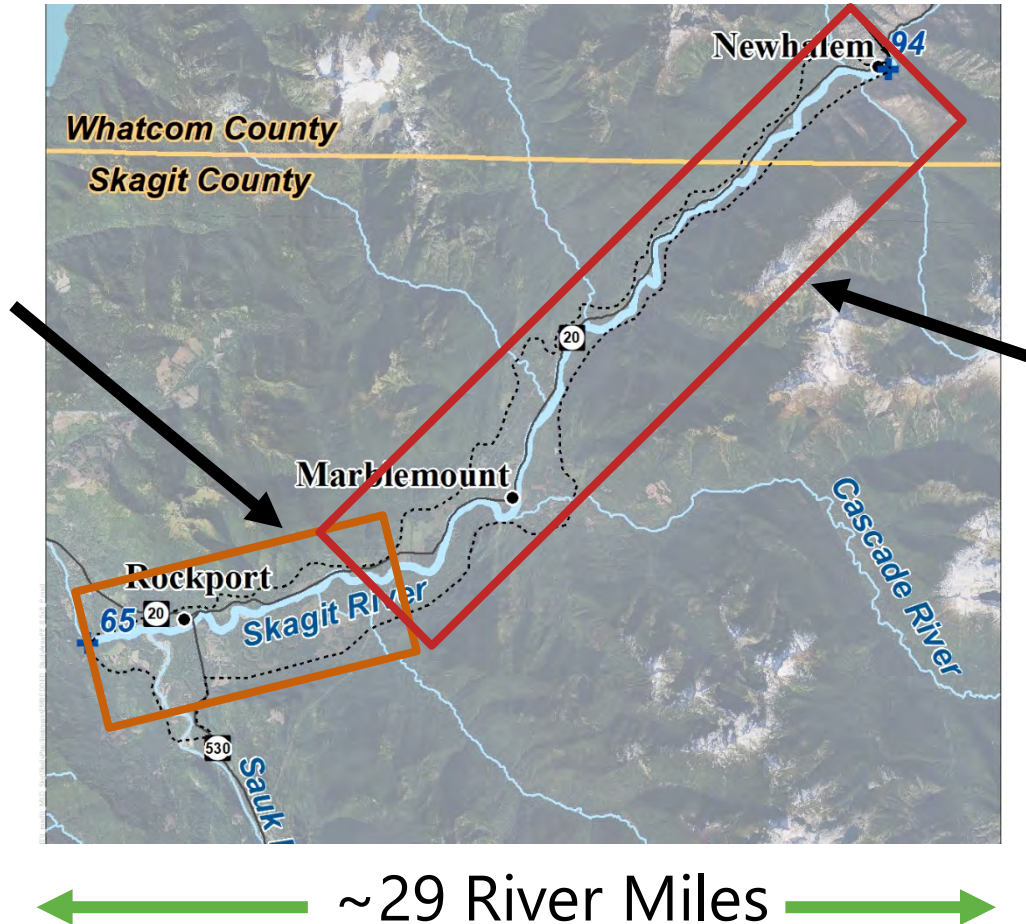 Newhalem
94
Whatcom County
Skagit County
20
Marblemount
Cascade River
Rockport
65
20
Skagit River
530
Sauk
~29 River Miles